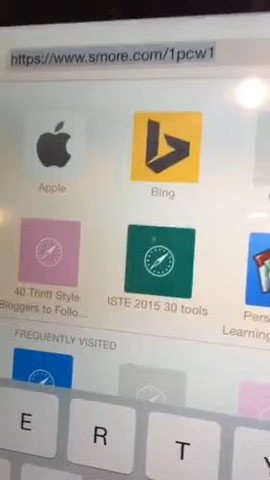 https://www.smore.com/1pcw1
Apple
Bing
40 Thrift Style
Bloggers to Follo...
ISTE 2015 30 tools
Pers
Learning
FREQUENTLY VISITED
E
R
T
Y